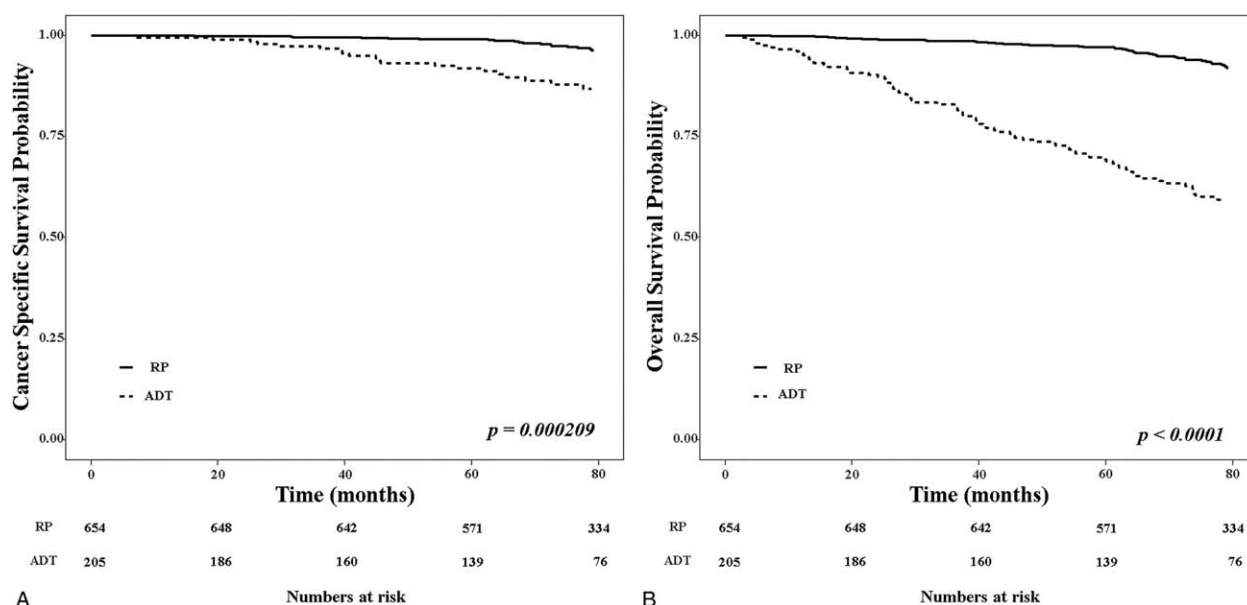 Cancer Specific Survival Probability
1.00
0.75
0.50
0.25
0.00
RP
ADT
p = 0.000209
0 20 40 60 80
Time (months)
RP 654 648 642 571 334
ADT 205 186 160 139 76
A Numbers at risk
Overall Survival Probability
1.00
0.75
0.50
0.25
0.00
RP
ADT
p < 0.0001
0 20 40 60 80
Time (months)
RP 654 648 642 571 334
ADT 205 186 160 139 76
B Numbers at risk